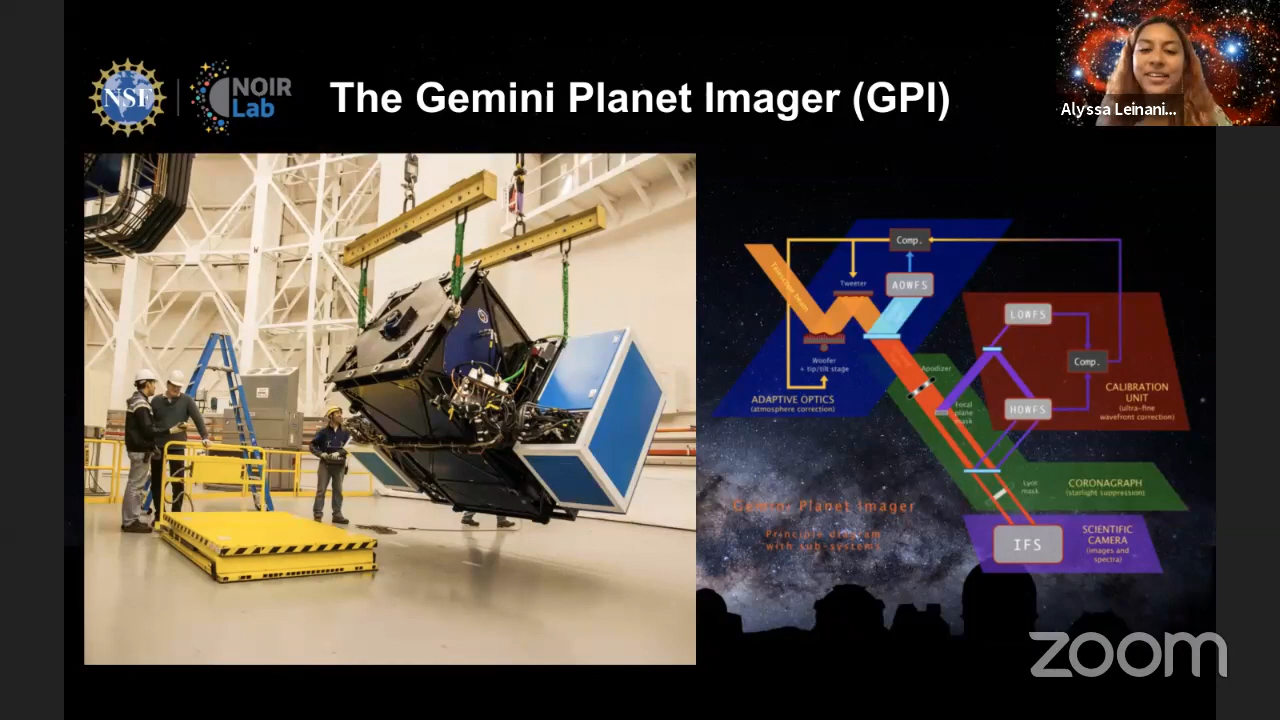 The Gemini Planet Imager (GPI)
NSF
NOIR
Lab
Alyssa Leinani...
Telescope beam
Comp.
Tweeter
AOWFS
Woofer
+ tip/tilt stage
ADAPTIVE OPTICS
(atmosphere correction)
Apodizer
Focal
plane
mask
LOWFS
Comp.
HOWFS
CALIBRATION
UNIT
(ultra-fine
wavefront correction)
Lyot
mask
CORONAGRAPH
(starlight suppression)
Gemini Planet Imager
Principle diagram
with sub-systems
IFS
SCIENTIFIC
CAMERA
(images and
spectra)
zoom